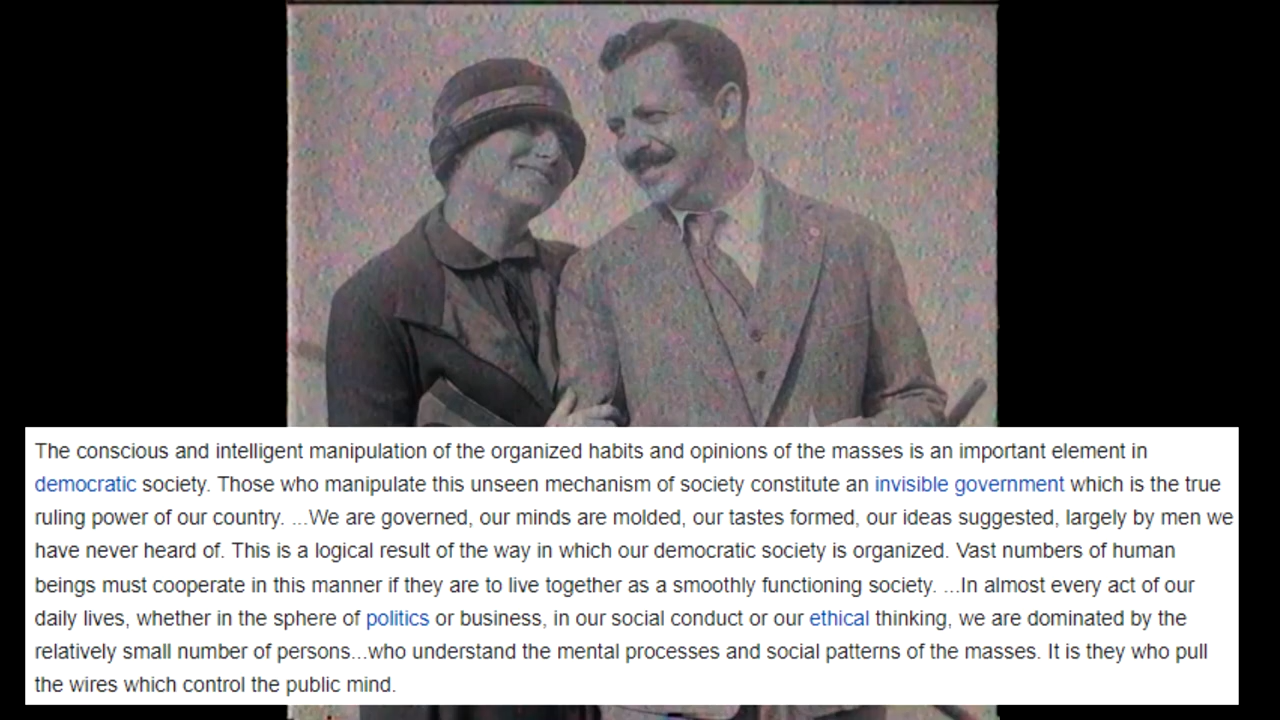 The conscious and intelligent manipulation of the organized habits and opinions of the masses is an important element in
democratic society. Those who manipulate this unseen mechanism of society constitute an invisible government which is the true
ruling power of our country. ...We are governed, our minds are molded, our tastes formed, our ideas suggested, largely by men we
have never heard of. This is a logical result of the way in which our democratic society is organized. Vast numbers of human
beings must cooperate in this manner if they are to live together as a smoothly functioning society. ...In almost every act of our
daily lives, whether in the sphere of politics or business, in our social conduct or our ethical thinking, we are dominated by the
relatively small number of persons...who understand the mental processes and social patterns of the masses. It is they who pull
the wires which control the public mind.